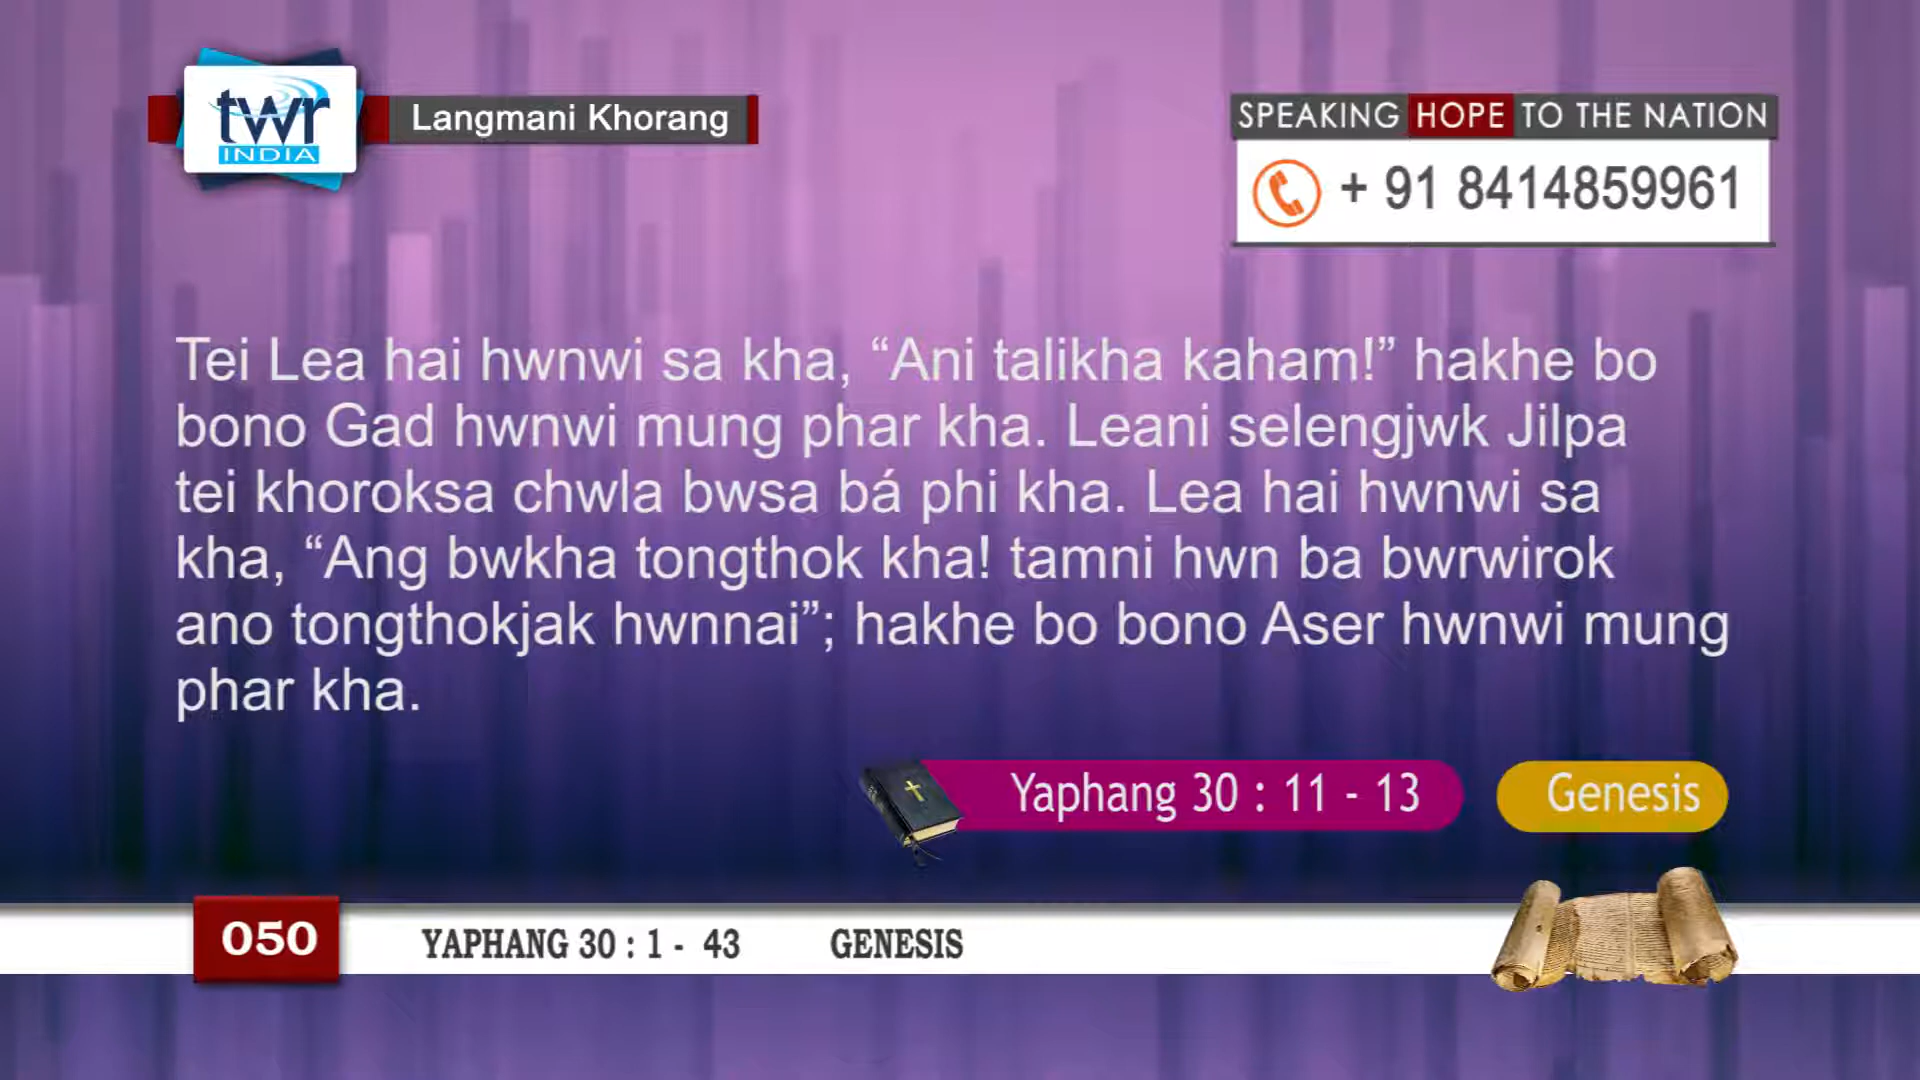 twr
INDIA
Langmani Khorang
SPEAKING HOPE TO THE NATION
+ 91 8414859961
Tei Lea hai hwnwi sa kha, “Ani talikha kaham!” hakhe bo
bono Gad hwnwi mung phar kha. Leani selengjwk Jilpa
tei khoroksa chwla bwsa bá phi kha. Lea hai hwnwi sa
kha, “Ang bwkha tongthok kha! tamni hwn ba bwrwirok
ano tongthokjak hwnnai”; hakhe bo bono Aser hwnwi mung
phar kha.
Yaphang 30 : 11 - 13
Genesis
050
YAPHANG 30 : 1 - 43
GENESIS